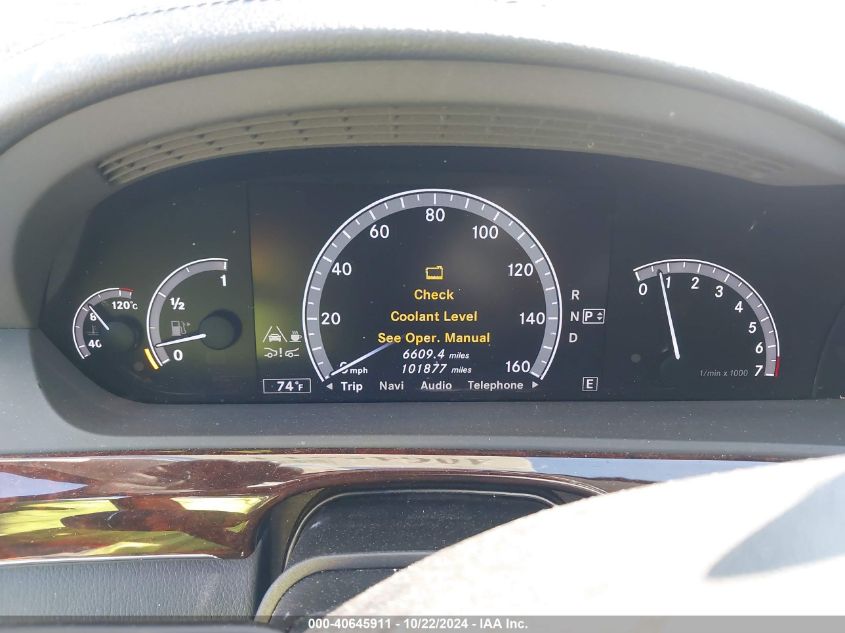 80
60 100
40 120
20 140
0 mph 160
Check
Coolant Level
See Oper. Manual
6609.4 miles
101877 miles
◄ Trip Navi Audio Telephone ►
120°C
40
1
½
0
74°F
R
N P
D
E
0 1 2 3 4 5 6 7
1/min x 1000
000-40645911 - 10/22/2024 - IAA Inc.